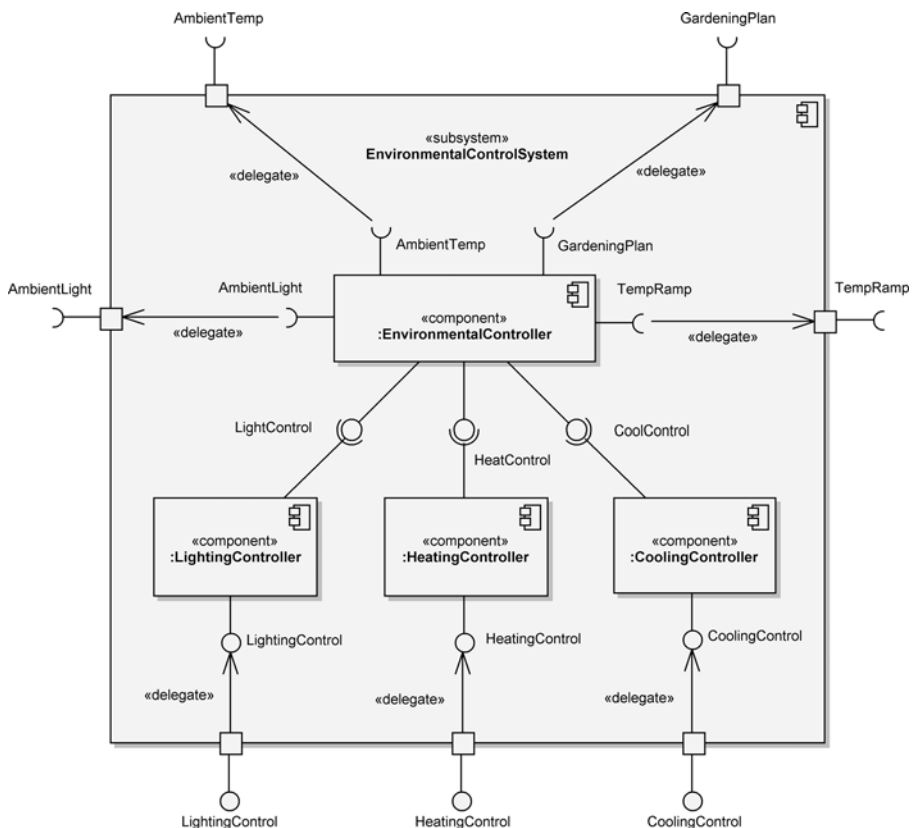 AmbientTemp
GardeningPlan
«subsystem»
EnvironmentalControlSystem
«delegate»
«delegate»
AmbientTemp
GardeningPlan
AmbientLight
AmbientLight
TempRamp
TempRamp
«component»
:EnvironmentalController
«delegate»
«delegate»
LightControl
CoolControl
HeatControl
«component»
:LightingController
«component»
:HeatingController
«component»
:CoolingController
LightingControl
HeatingControl
CoolingControl
«delegate»
«delegate»
«delegate»
LightingControl
HeatingControl
CoolingControl